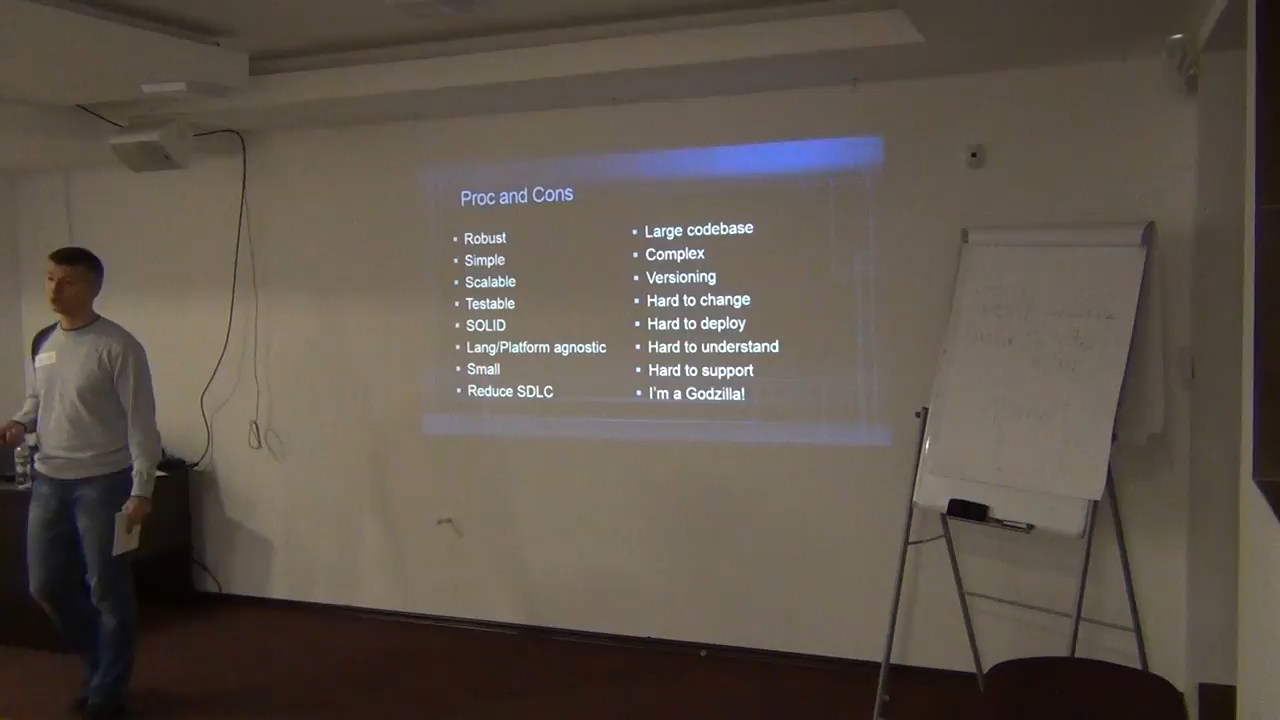 Proc and Cons
Robust
Simple
Scalable
Testable
SOLID
Lang/Platform agnostic
Small
Reduce SDLC
Large codebase
Complex
Versioning
Hard to change
Hard to deploy
Hard to understand
Hard to support
I'm a Godzilla!